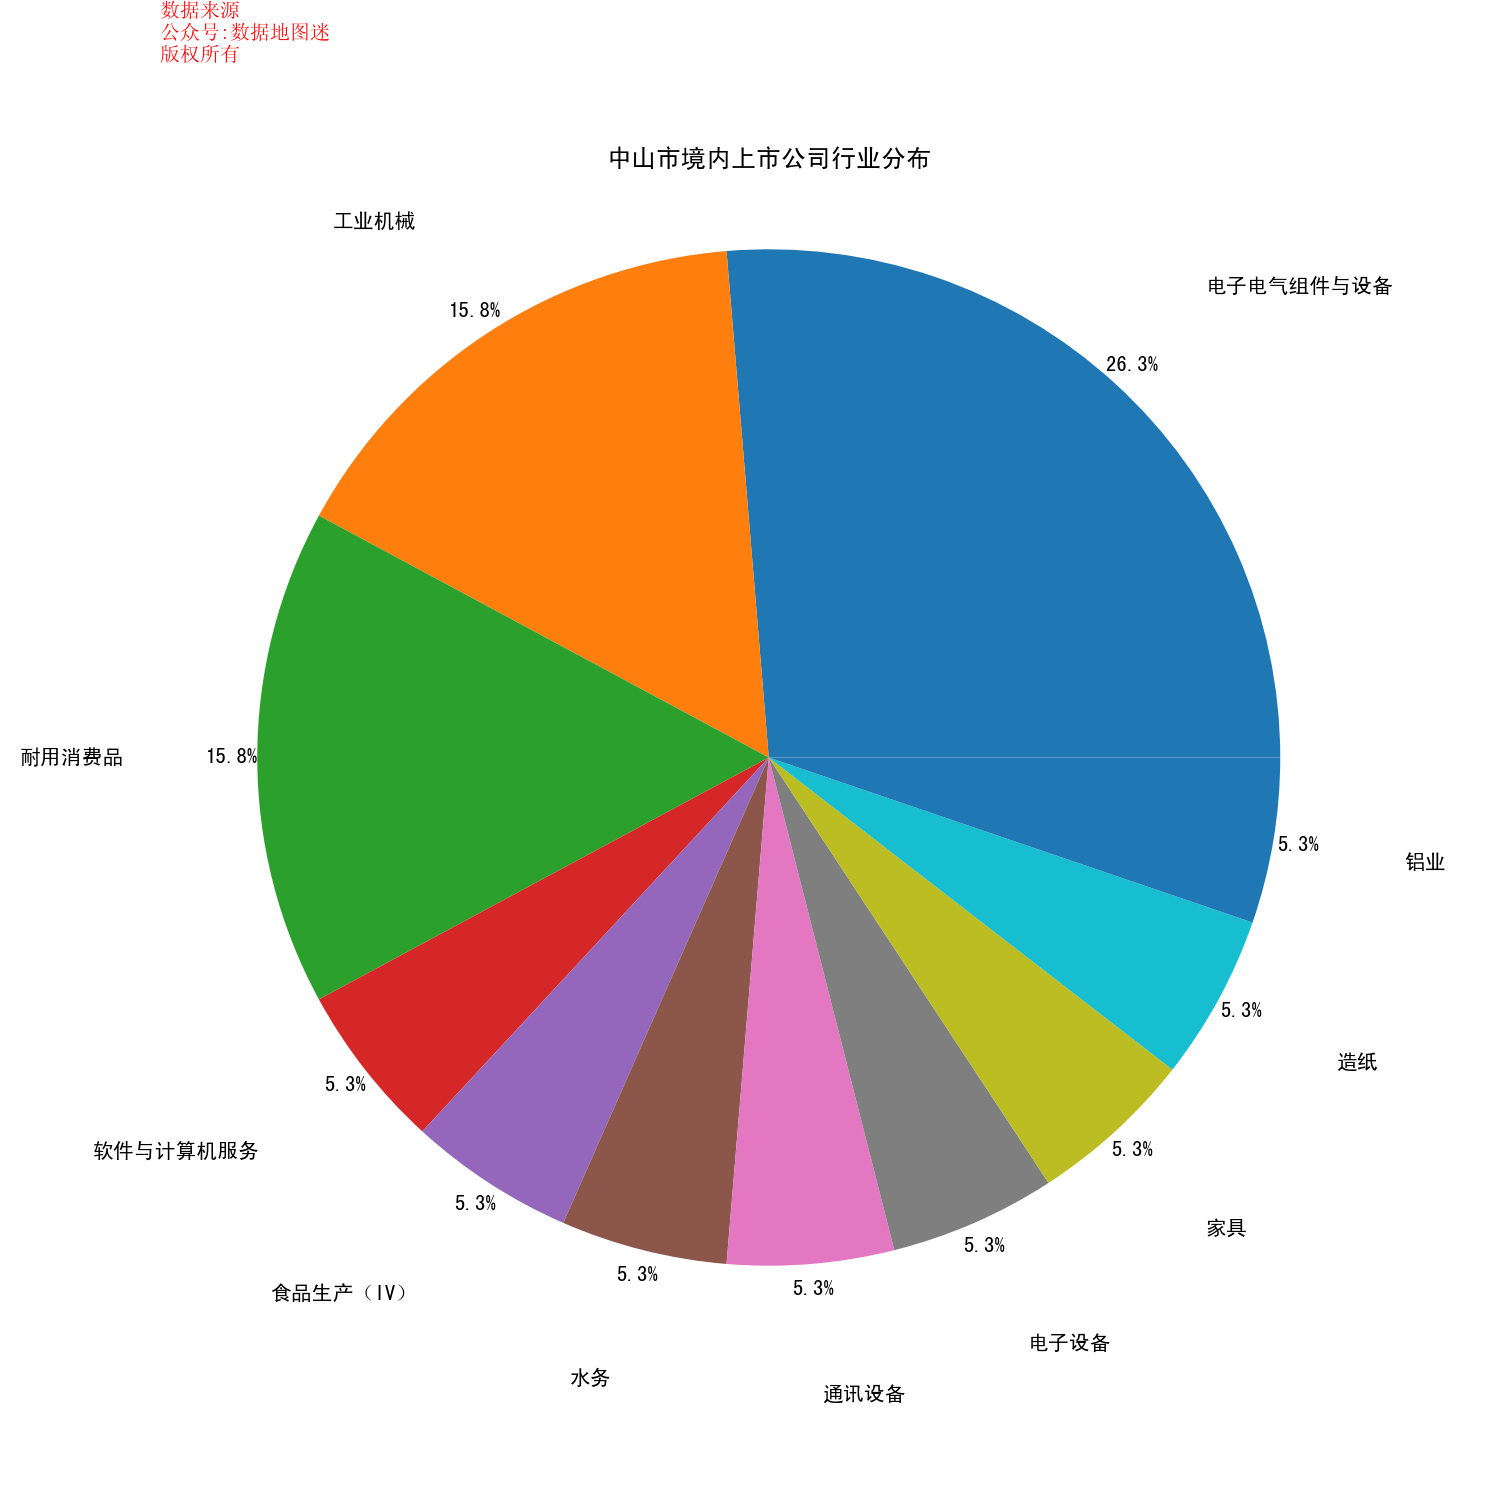 数据来源
公众号:数据地图迷
版权所有
中山市境内上市公司行业分布
工业机械
电子电气组件与设备
15.8%
26.3%
耐用消费品
15.8%
5.3%
铝业
5.3%
造纸
5.3%
软件与计算机服务
5.3%
5.3%
家具
5.3%
5.3%
5.3%
食品生产（IV）
电子设备
水务
通讯设备